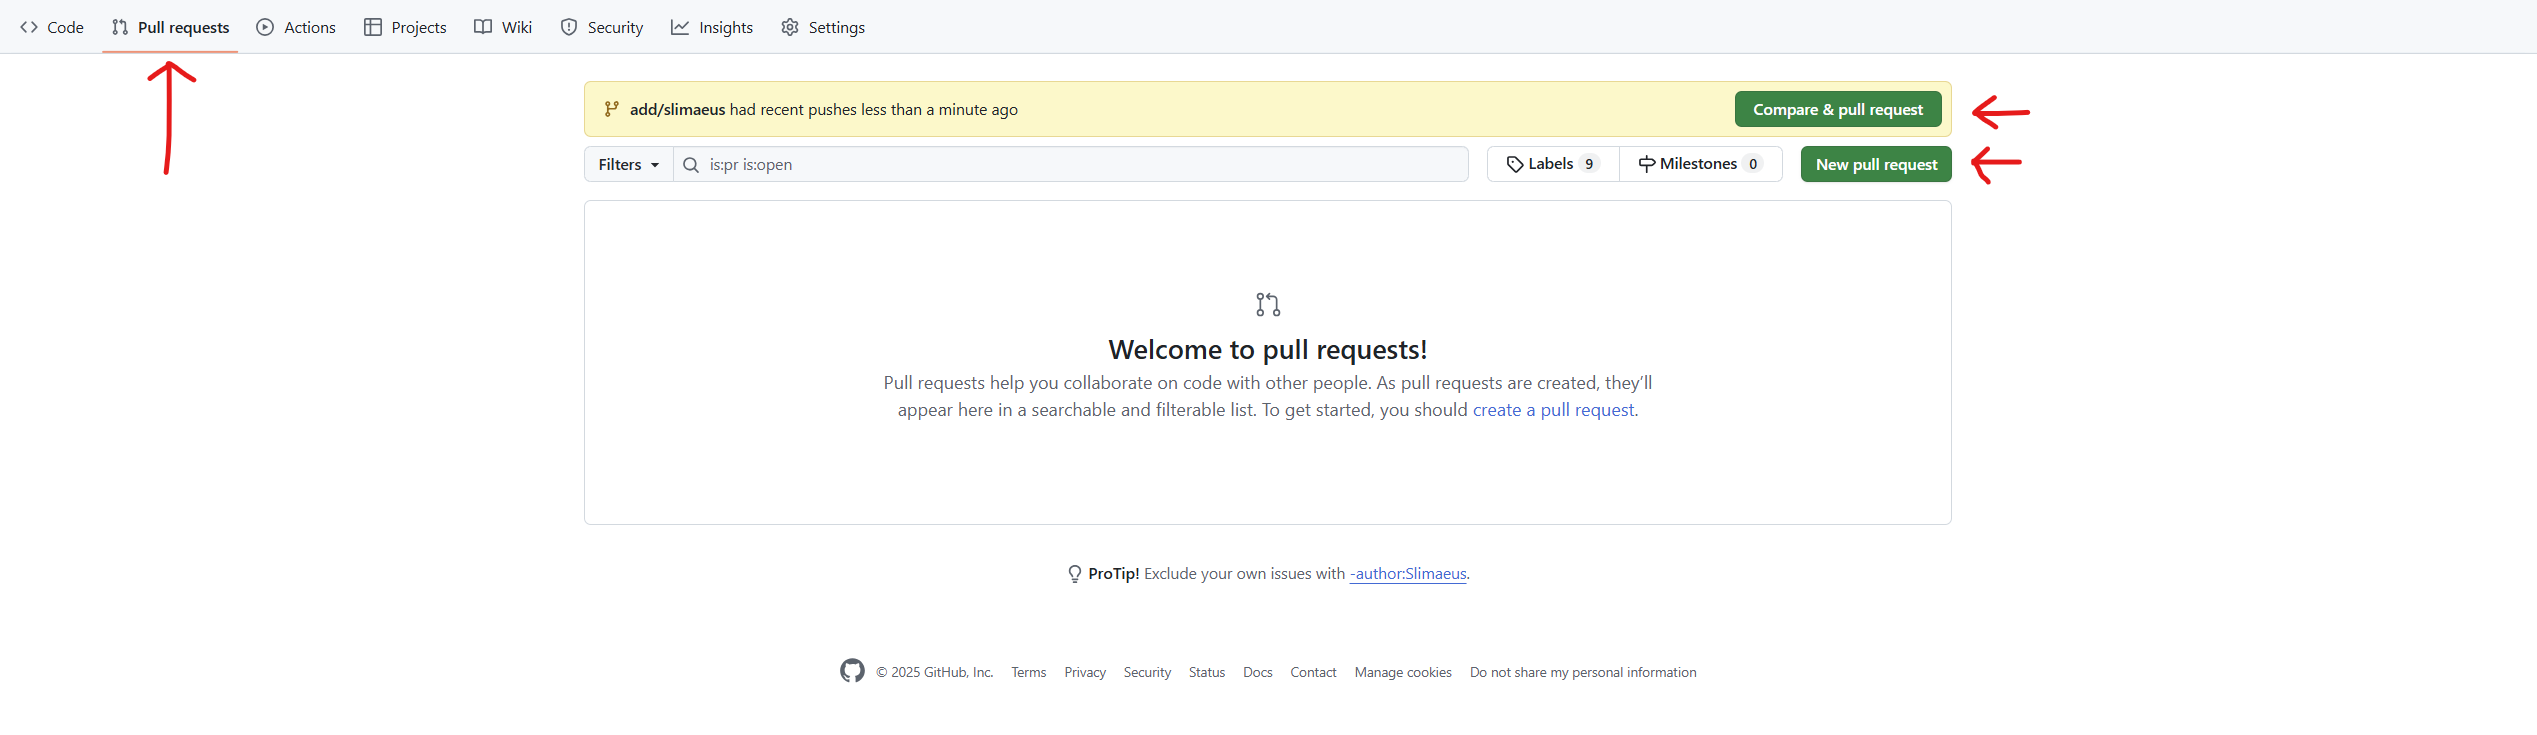 Code Pull requests Actions Projects Wiki Security Insights Settings
add/slimaeus had recent pushes less than a minute ago Compare & pull request
Filters is:pr is:open Labels 9 Milestones 0 New pull request
Welcome to pull requests!
Pull requests help you collaborate on code with other people. As pull requests are created, they’ll
appear here in a searchable and filterable list. To get started, you should create a pull request.
ProTip! Exclude your own issues with -author:Slimaeus.
© 2025 GitHub, Inc. Terms Privacy Security Status Docs Contact Manage cookies Do not share my personal information